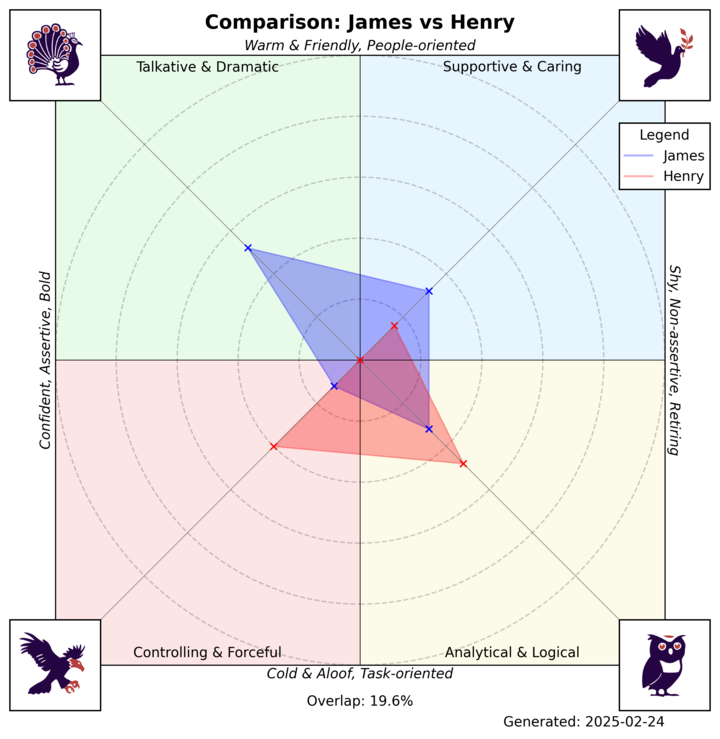 Comparison: James vs Henry
Warm & Friendly, People-oriented
Talkative & Dramatic
Supportive & Caring
Legend
James
Henry
Confident, Assertive, Bold
Shy, Non-assertive, Retiring
Controlling & Forceful
Analytical & Logical
Cold & Aloof, Task-oriented
Overlap: 19.6%
Generated: 2025-02-24